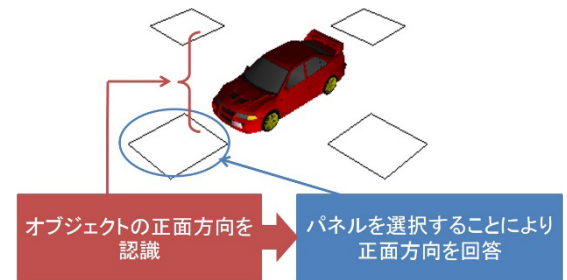 オブジェクトの正面方向を
認識
パネルを選択することにより
正面方向を回答